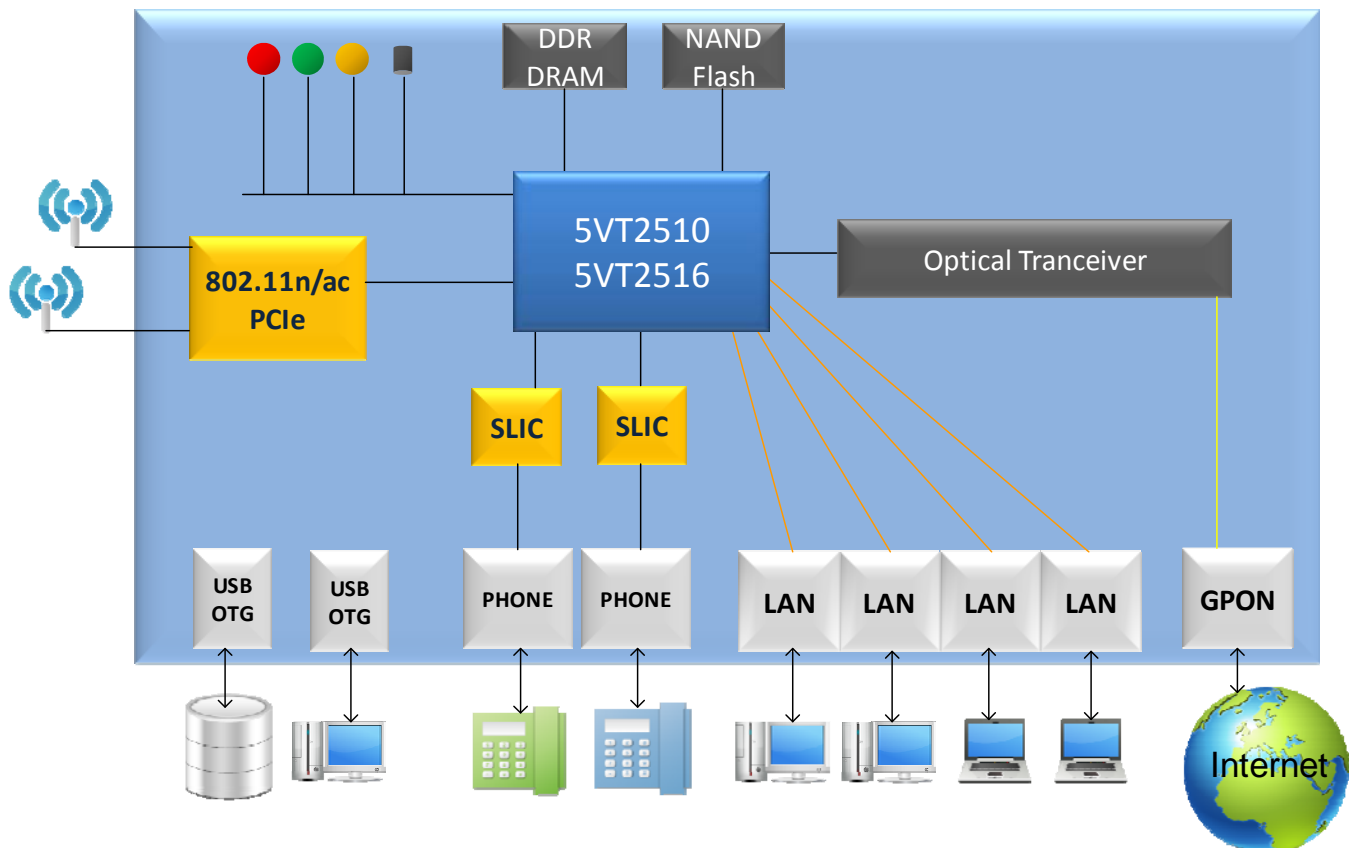 DDR
DRAM
NAND
Flash
5VT2510
5VT2516
Optical Tranceiver
802.11n/ac
PCIe
SLIC
SLIC
USB
OTG
USB
OTG
PHONE
PHONE
LAN
LAN
LAN
LAN
GPON
Internet